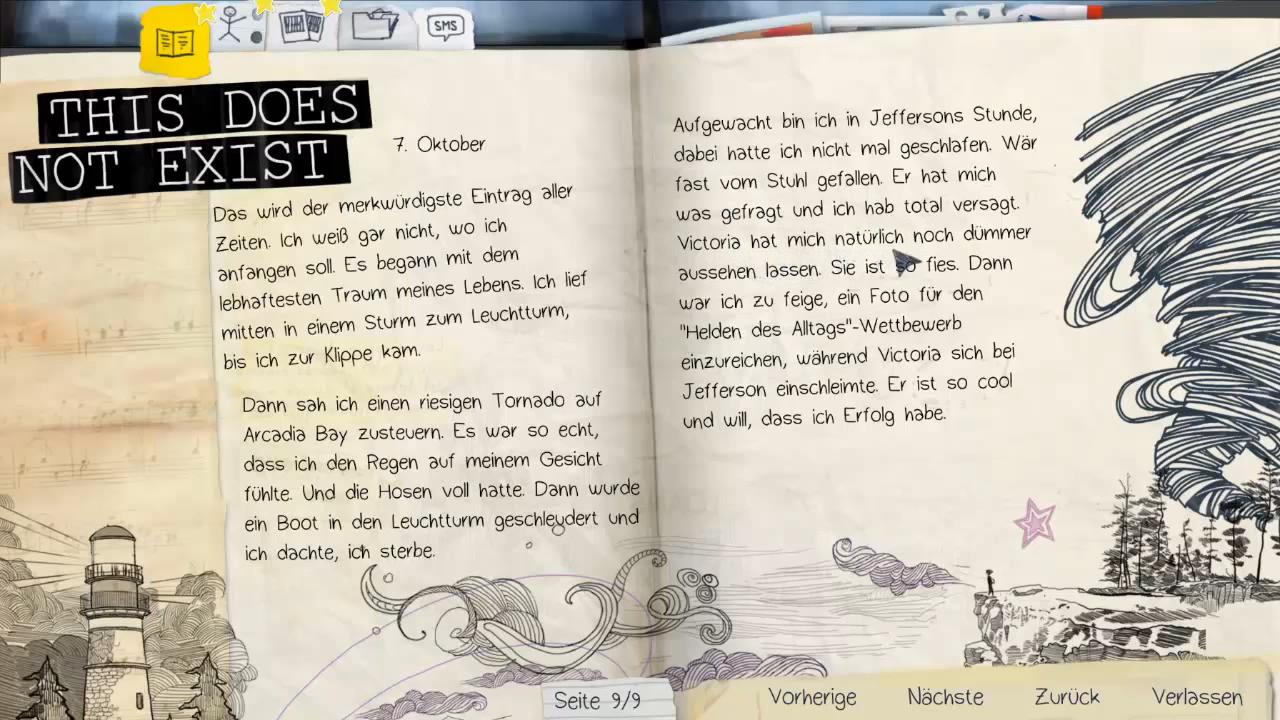 SMS
THIS DOES
NOT EXIST
7. Oktober
Das wird der merkwürdigste Eintrag aller
Zeiten. Ich weiß gar nicht, wo ich
anfangen soll. Es begann mit dem
lebhaftesten Traum meines Lebens. Ich lief
mitten in einem Sturm zum Leuchtturm,
bis ich zur Klippe kam.
Dann sah ich einen riesigen Tornado auf
Arcadia Bay zusteuern. Es war so echt,
dass ich den Regen auf meinem Gesicht
fühlte. Und die Hosen voll hatte. Dann wurde
ein Boot in den Leuchtturm geschleudert und
ich dachte, ich sterbe.
Aufgewacht bin ich in Jeffersons Stunde,
dabei hatte ich nicht mal geschlafen. Wär
fast vom Stuhl gefallen. Er hat mich
was gefragt und ich hab total versagt.
Victoria hat mich natürlich noch dümmer
aussehen lassen. Sie ist so fies. Dann
war ich zu feige, ein Foto für den
"Helden des Alltags"-Wettbewerb
einzureichen, während Victoria sich bei
Jefferson einschleimte. Er ist so cool
und will, dass ich Erfolg habe.
Seite 9/9
Vorherige Nächste Zurück Verlassen